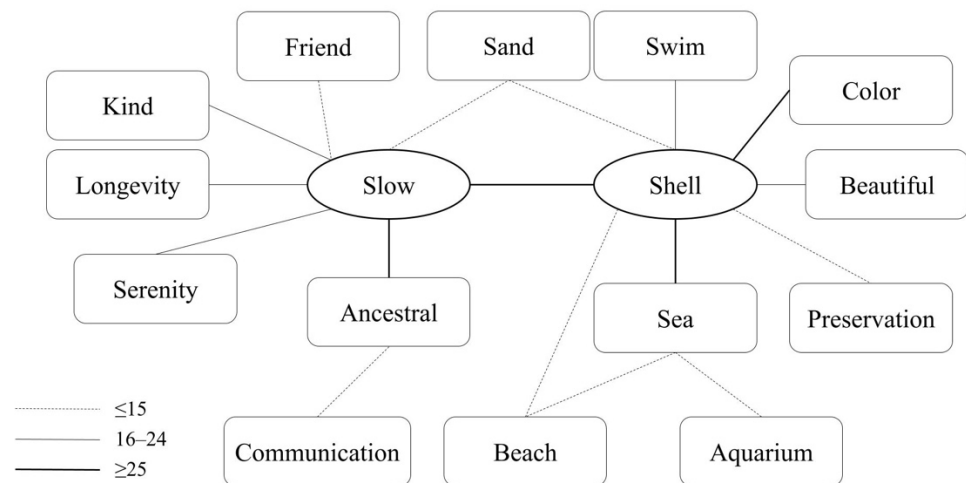 Friend
Sand
Swim
Color
Kind
Longevity
Slow
Shell
Beautiful
Serenity
Ancestral
Sea
Preservation
≤15
16–24
≥25
Communication
Beach
Aquarium